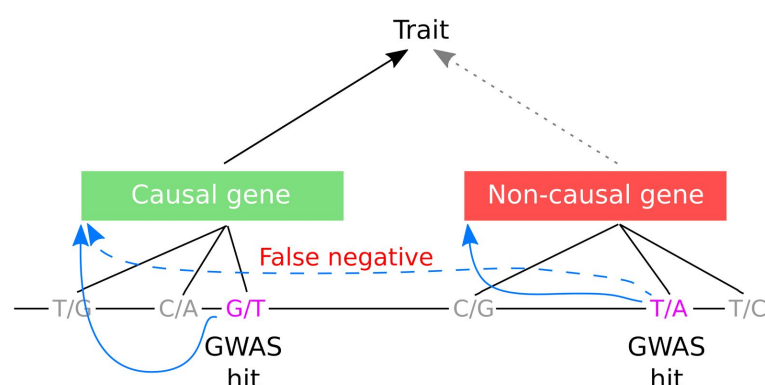 Trait
Causal gene
Non-causal gene
False negative
T/G
C/A
G/T
C/G
T/A
T/C
GWAS
hit
GWAS
hit